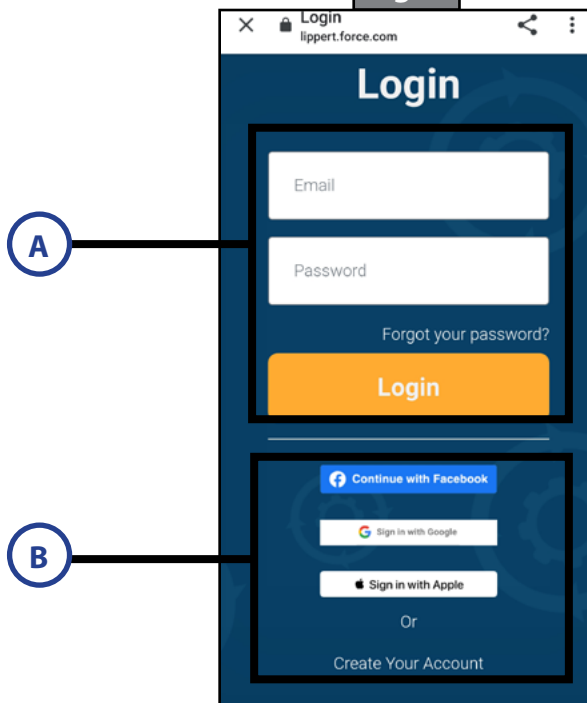 Login
lippert.force.com
Login
Email
A
Password
Forgot your password?
Login
Continue with Facebook
Sign in with Google
B
Sign in with Apple
Or
Create Your Account